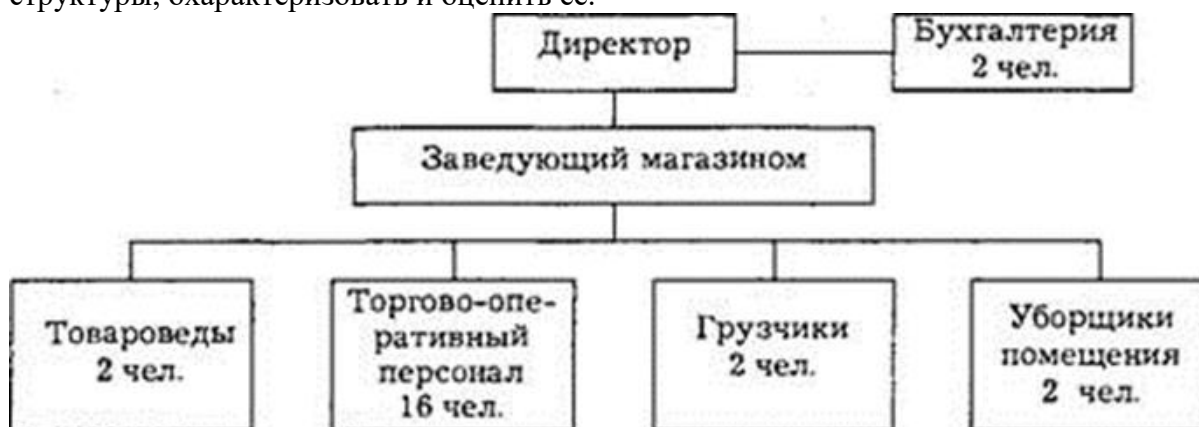 структуры, охарактеризовать и оценить ее.
Директор
Бухгалтерия
2 чел.
Заведующий магазином
Товароведы
2 чел.
Торгово-опе-
ративный
персонал
16 чел.
Грузчики
2 чел.
Уборщики
помещения
2 чел.